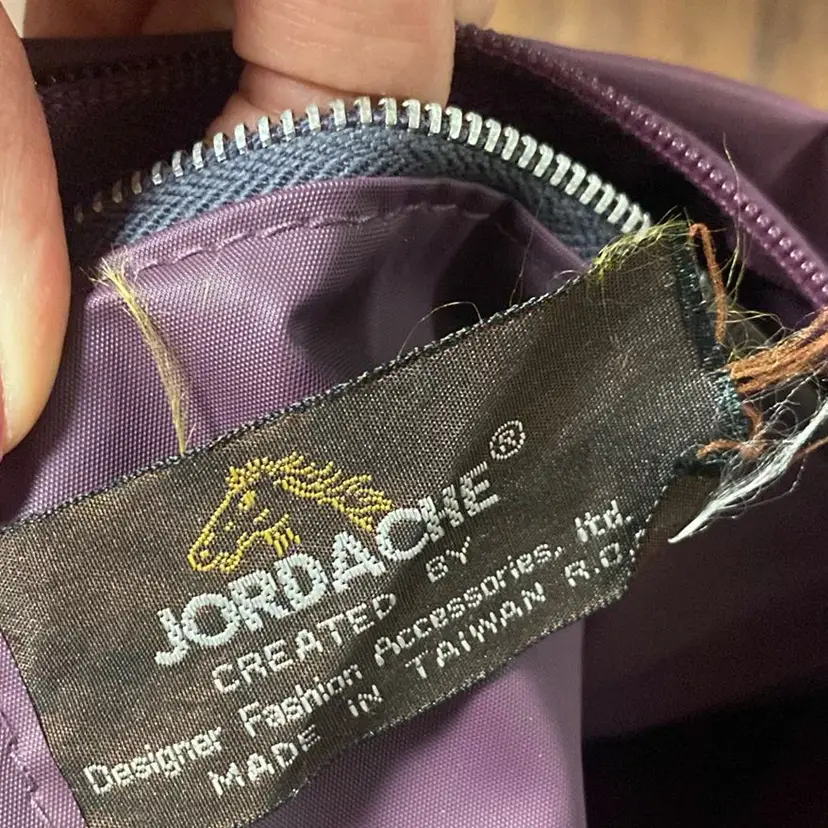 JORDACHE®
CREATED BY
Designer Fashion Accessories, ltd.
MADE IN TAIWAN R.O.